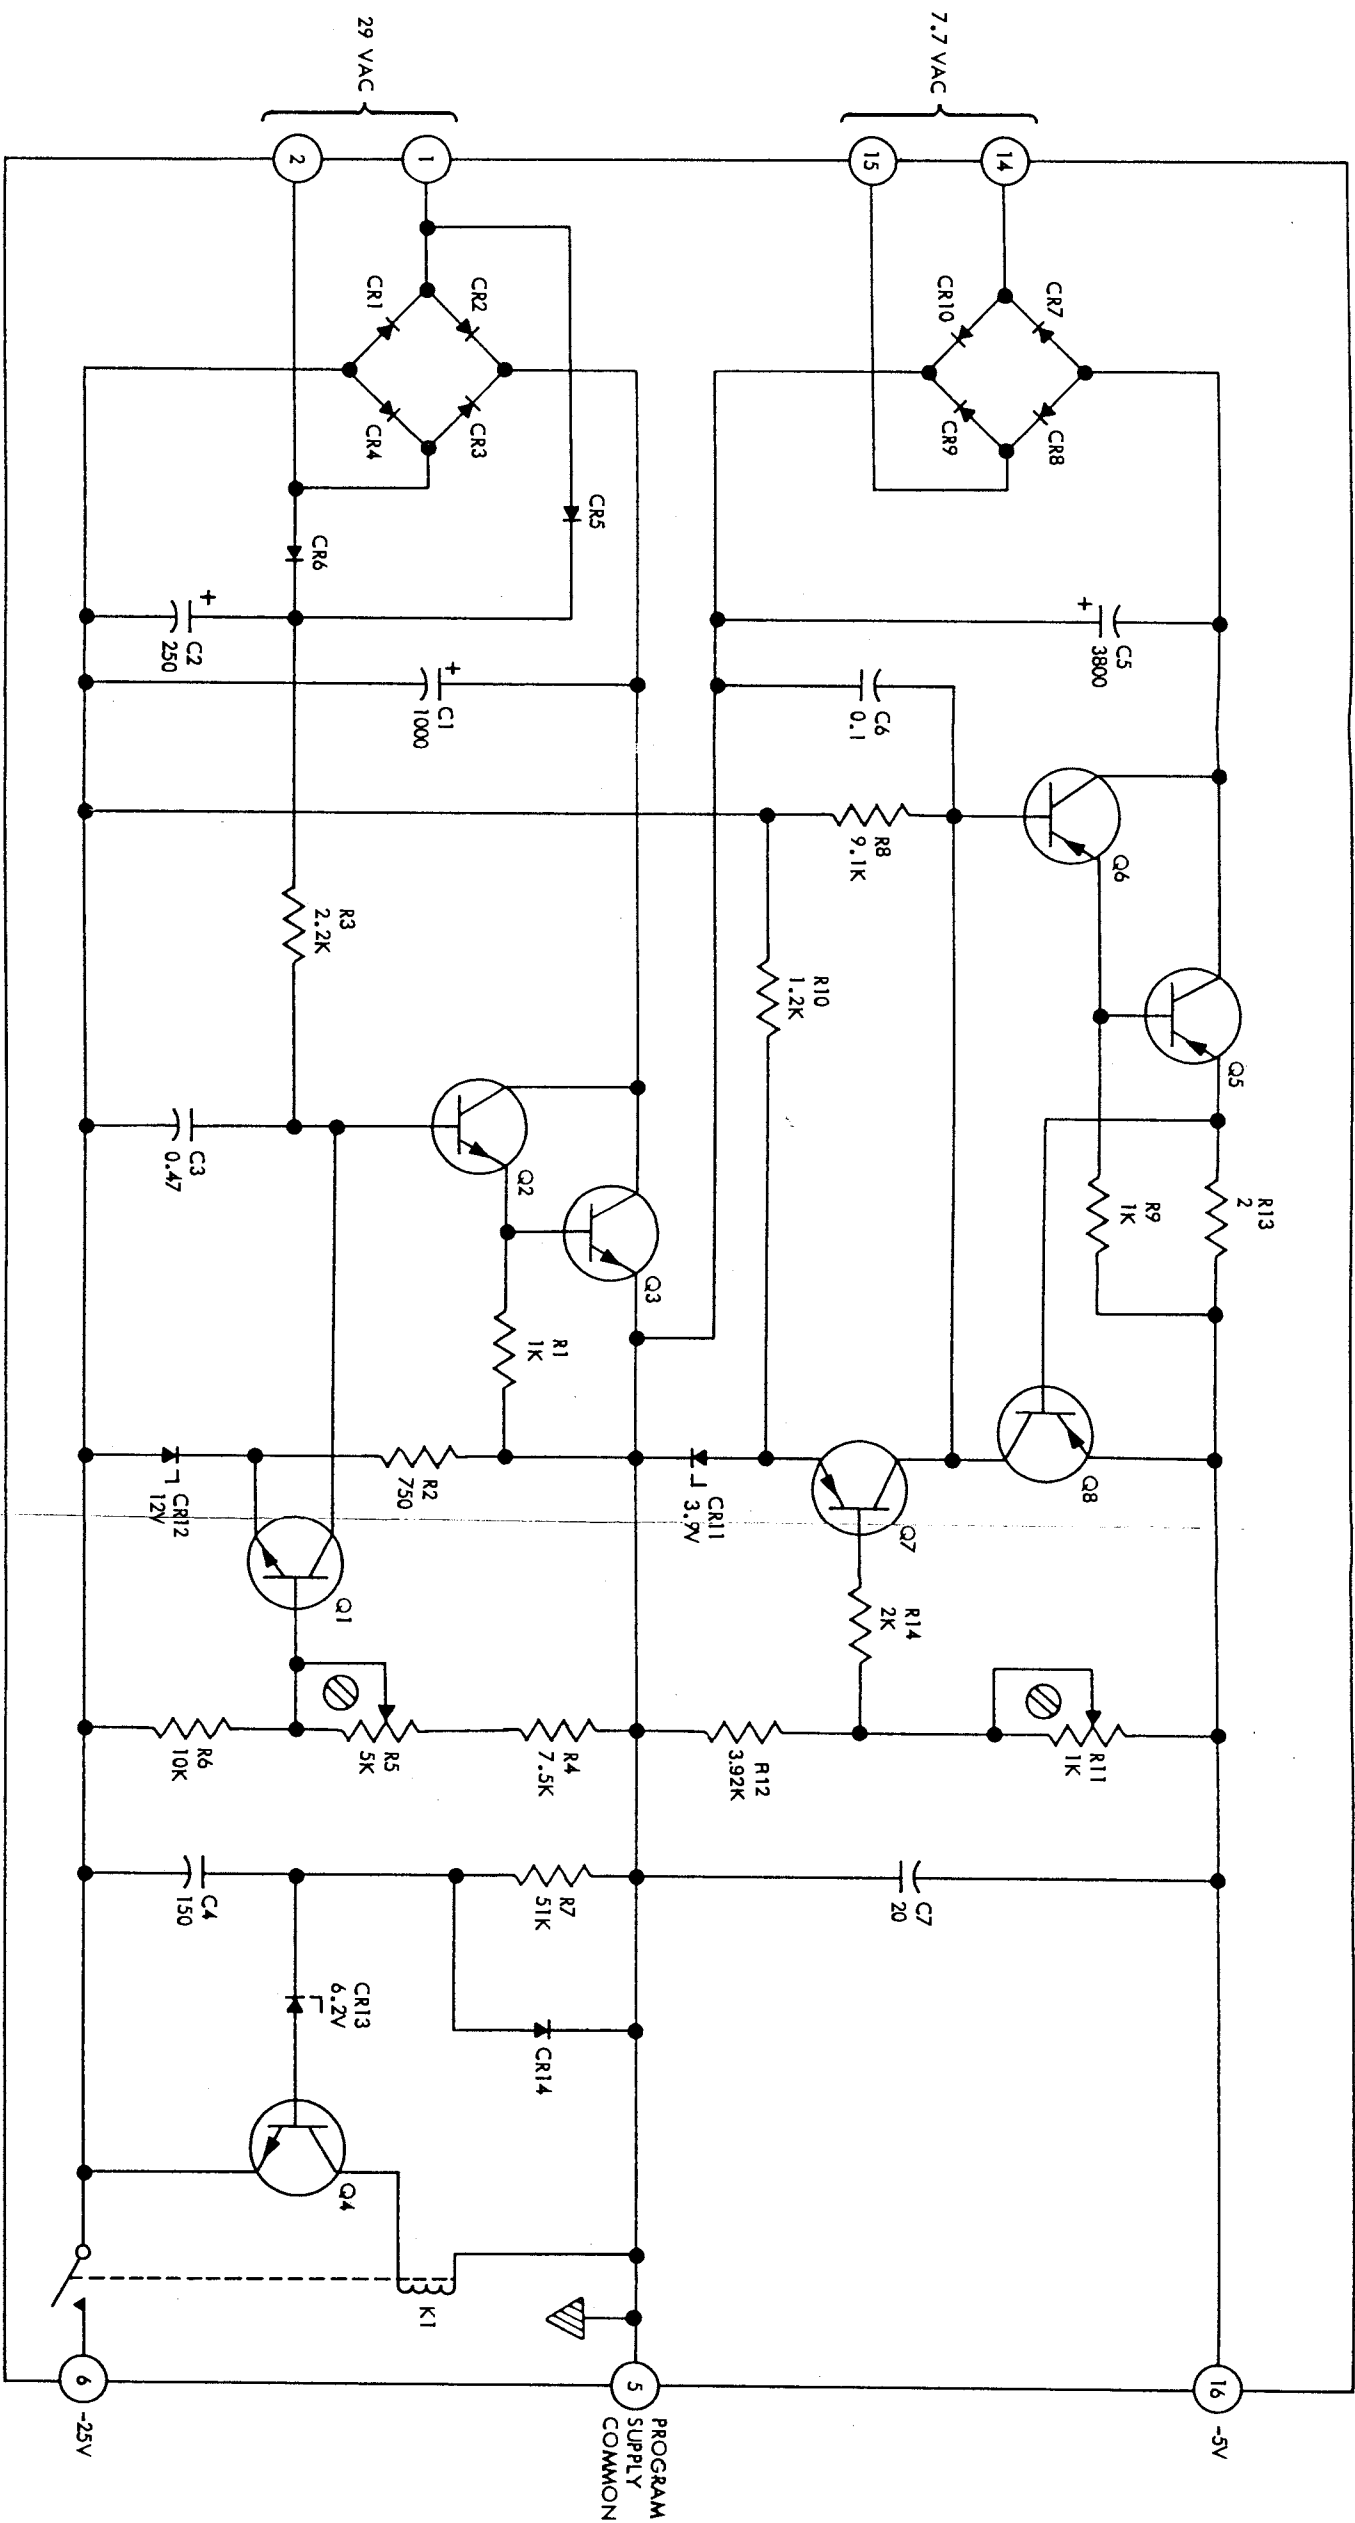 7.7 VAC
14
15
CR7
CR8
CR10
CR9
C5
3800
+
C6
0.1
Q6
Q5
R8
9.1K
R10
1.2K
R9
1K
R13
2
Q8
Q7
CR11
3.9V
R14
2K
R11
1K
R12
3.92K
C7
20
16
-5V
29 VAC
1
2
CR2
CR1
CR3
CR4
CR5
CR6
C2
250
+
C1
1000
+
R3
2.2K
C3
0.47
Q2
Q3
R1
1K
R2
750
CR12
12V
Q1
R4
7.5K
R5
5K
R6
10K
R7
51K
C4
150
CR13
6.2V
CR14
Q4
K1
5
PROGRAM
SUPPLY
COMMON
6
-25V